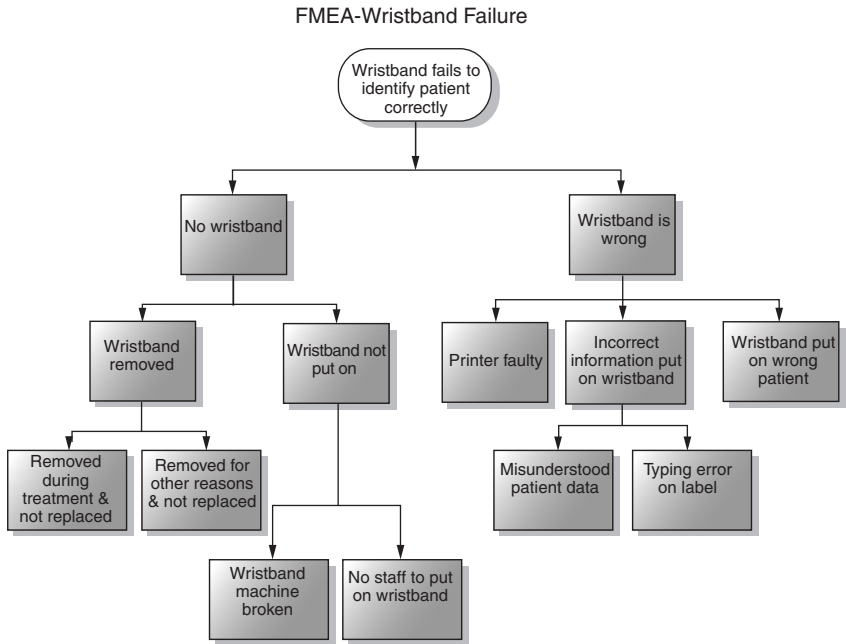 FMEA-Wristband Failure
Wristband fails to
identify patient
correctly
No wristband
Wristband is
wrong
Wristband
removed
Wristband not
put on
Printer faulty
Incorrect
information put
on wristband
Wristband put
on wrong
patient
Removed
during
treatment &
not replaced
Removed for
other reasons
& not replaced
Misunderstood
patient data
Typing error
on label
Wristband
machine
broken
No staff to put
on wristband